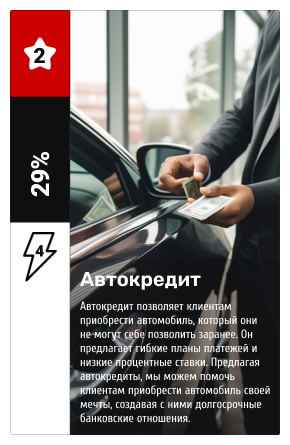 2
29%
4
Автокредит
Автокредит позволяет клиентам
приобрести автомобиль, который они
не могут себе позволить заранее. Он
предлагает гибкие планы платежей и
низкие процентные ставки. Предлагая
автокредиты, мы можем помочь
клиентам приобрести автомобиль своей
мечты, создавая с ними долгосрочные
банковские отношения.